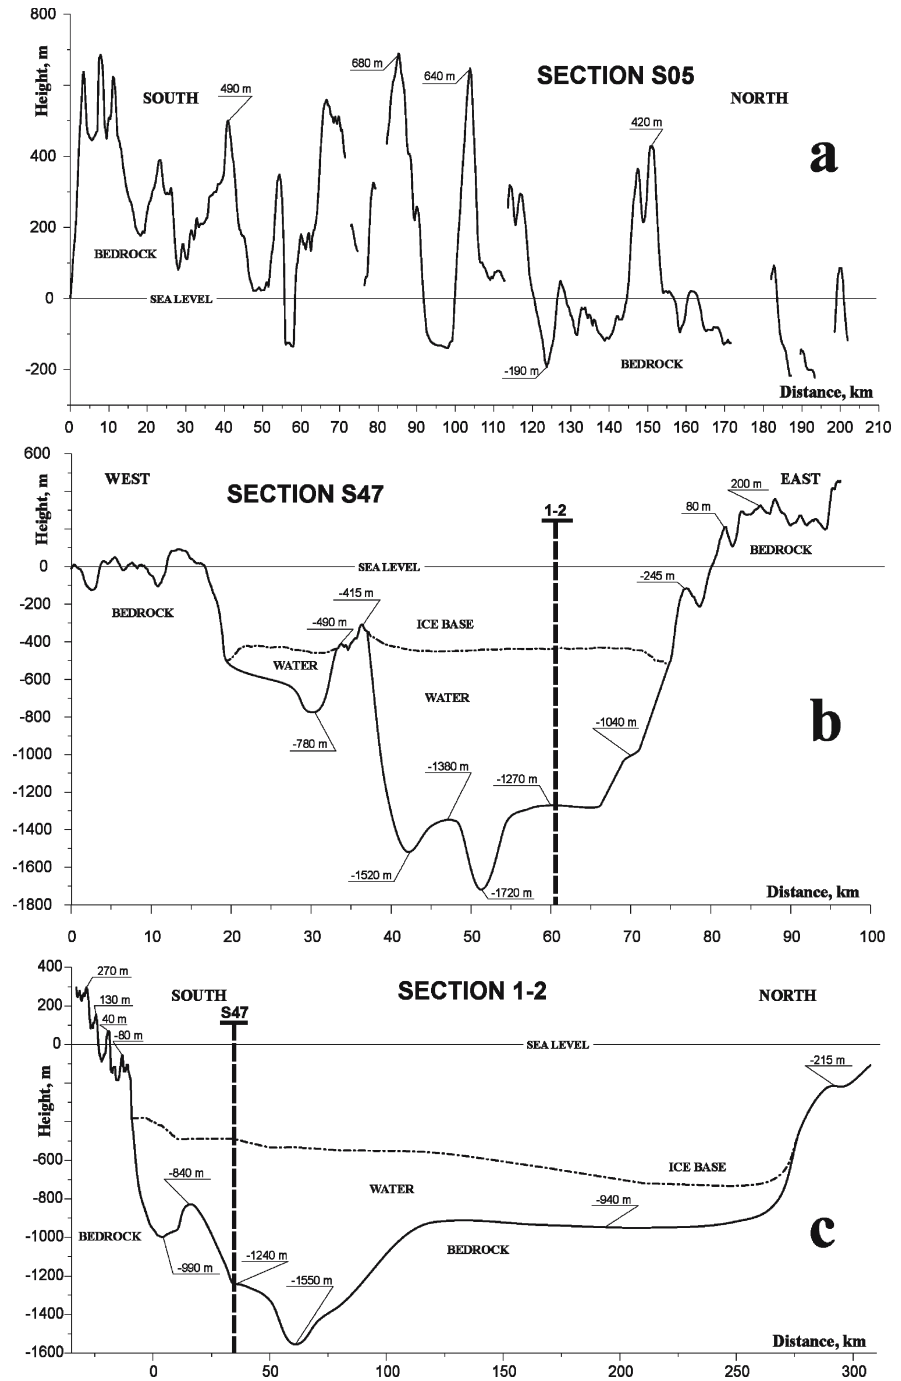 800
Height, m
SECTION S05
680 m
640 m
490 m
SOUTH
NORTH
420 m
400
a
200
BEDROCK
0
SEA LEVEL
-190 m
BEDROCK
-200
Distance, km
0 10 20 30 40 50 60 70 80 90 100 110 120 130 140 150 160 170 180 190 200 210
600
Height, m
WEST
EAST
SECTION S47
200 m
1-2
80 m
BEDROCK
0
SEA LEVEL
-245 m
-415 m
-200
BEDROCK
-490 m
ICE BASE
-400
WATER
-600
WATER
b
-780 m
-1040 m
-800
-1000
-1380 m
-1270 m
-1200
-1400
-1520 m
-1600
-1720 m
Distance, km
-1800
0 10 20 30 40 50 60 70 80 90 100
400
270 m
SOUTH
SECTION 1-2
NORTH
130 m
S47
200
40 m
-80 m
0
SEA LEVEL
-215 m
Height, m
-600
-840 m
ICE BASE
WATER
-800
-940 m
-1000
BEDROCK
BEDROCK
c
-990 m
-1240 m
-1200
-1550 m
-1400
Distance, km
-1600
0 50 100 150 200 250 300